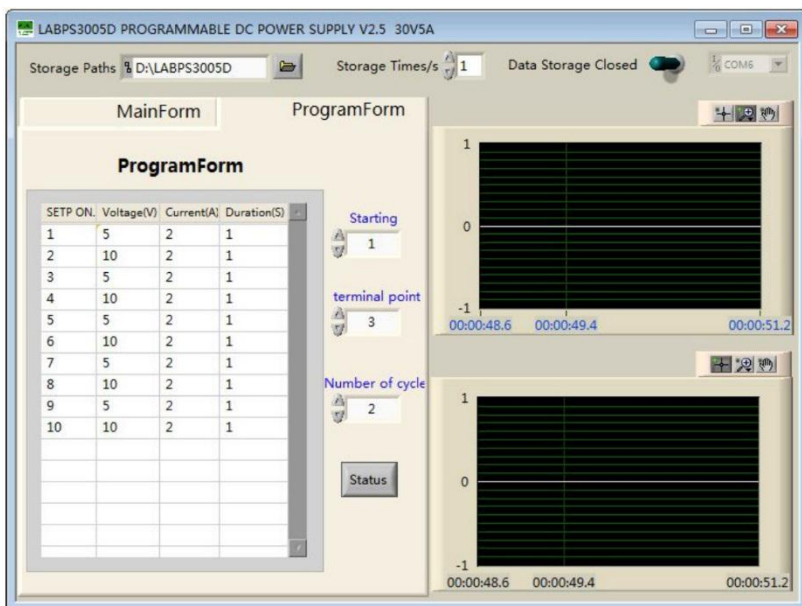 LABPS3005D PROGRAMMABLE DC POWER SUPPLY V2.5 30V5A
Storage Paths D:\LABPS3005D Storage Times/s 1 Data Storage Closed COM6
MainForm ProgramForm
ProgramForm
SETP ON. Voltage(V) Current(A) Duration(S)
1 5 2 1
2 10 2 1
3 5 2 1
4 10 2 1
5 5 2 1
6 10 2 1
7 5 2 1
8 10 2 1
9 5 2 1
10 10 2 1
Starting
1
terminal point
3
Number of cycle
2
Status
1
0
-1
00:00:48.6 00:00:49.4 00:00:51.2
1
0
-1
00:00:48.6 00:00:49.4 00:00:51.2